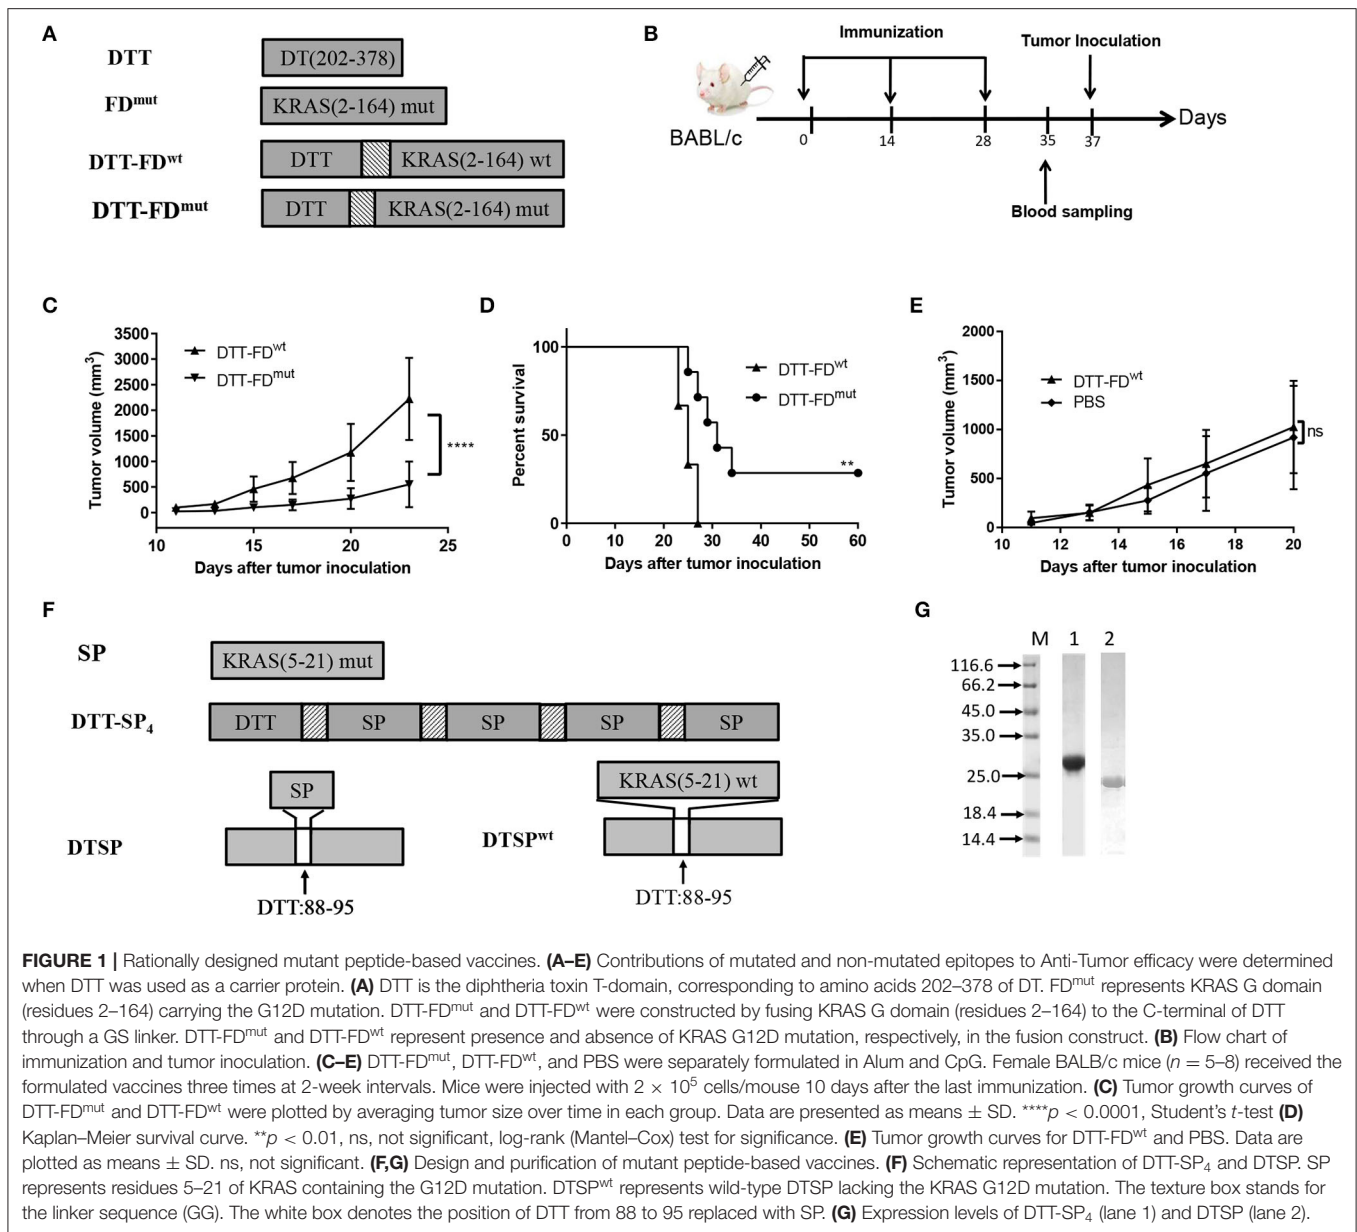 A
DTT
DT(202-378)
FDmut
KRAS(2-164) mut
DTT-FDwt
DTT
KRAS(2-164) wt
DTT-FDmut
DTT
KRAS(2-164) mut
B
Immunization
Tumor Inoculation
BABL/c
Days
0
14
28
35
37
Blood sampling
C
Tumor volume (mm3)
3500
3000
2500
2000
1500
1000
500
0
DTT-FDwt
DTT-FDmut
****
10
15
20
25
Days after tumor inoculation
D
Percent survival
100
50
0
DTT-FDwt
DTT-FDmut
**
0
10
20
30
40
50
60
Days after tumor inoculation
E
Tumor volume (mm3)
2000
1500
1000
500
0
DTT-FDwt
PBS
ns
10
12
14
16
18
20
Days after tumor inoculation
F
SP
KRAS(5-21) mut
DTT-SP4
DTT
SP
SP
SP
SP
SP
DTSP
DTT:88-95
KRAS(5-21) wt
DTSPwt
DTT:88-95
G
M 1 2
116.6
66.2
45.0
35.0
25.0
18.4
14.4
FIGURE 1 | Rationally designed mutant peptide-based vaccines. (A–E) Contributions of mutated and non-mutated epitopes to Anti-Tumor efficacy were determined
when DTT was used as a carrier protein. (A) DTT is the diphtheria toxin T-domain, corresponding to amino acids 202–378 of DT. FDmut represents KRAS G domain
(residues 2–164) carrying the G12D mutation. DTT-FDmut and DTT-FDwt were constructed by fusing KRAS G domain (residues 2–164) to the C-terminal of DTT
through a GS linker. DTT-FDmut and DTT-FDwt represent presence and absence of KRAS G12D mutation, respectively, in the fusion construct. (B) Flow chart of
immunization and tumor inoculation. (C–E) DTT-FDmut, DTT-FDwt, and PBS were separately formulated in Alum and CpG. Female BALB/c mice (n = 5–8) received the
formulated vaccines three times at 2-week intervals. Mice were injected with 2 × 105 cells/mouse 10 days after the last immunization. (C) Tumor growth curves of
DTT-FDmut and DTT-FDwt were plotted by averaging tumor size over time in each group. Data are presented as means ± SD. ****p < 0.0001, Student's t-test (D)
Kaplan–Meier survival curve. **p < 0.01, ns, not significant, log-rank (Mantel–Cox) test for significance. (E) Tumor growth curves for DTT-FDwt and PBS. Data are
plotted as means ± SD. ns, not significant. (F,G) Design and purification of mutant peptide-based vaccines. (F) Schematic representation of DTT-SP4 and DTSP. SP
represents residues 5–21 of KRAS containing the G12D mutation. DTSPwt represents wild-type DTSP lacking the KRAS G12D mutation. The texture box stands for
the linker sequence (GG). The white box denotes the position of DTT from 88 to 95 replaced with SP. (G) Expression levels of DTT-SP4 (lane 1) and DTSP (lane 2).